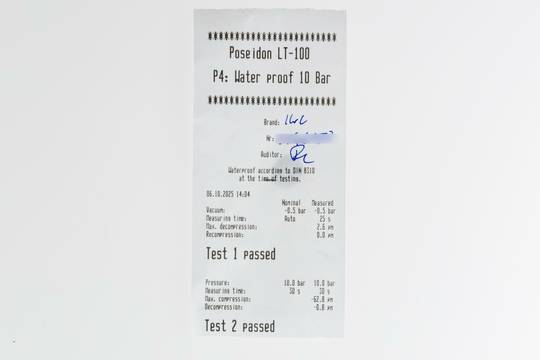 ********************************
Poseidon LT-100
P4: Water proof 10 Bar
********************************
Brand:
Nr:
Auditor:
Waterproof according to DIN 8310
at the time of testing.
06.10.2025 14:04
Nominal Measured
Vacuum: -0.5 bar -0.5 bar
Measuring time: Auto 25 s
Max. decompression: 2.6 µm
Recompression: 0.0 µm
Test 1 passed
Pressure: 10.0 bar 10.0 bar
Measuring time: 30 s 30 s
Max. compression: -62.8 µm
Decompression: -0.8 µm
Test 2 passed